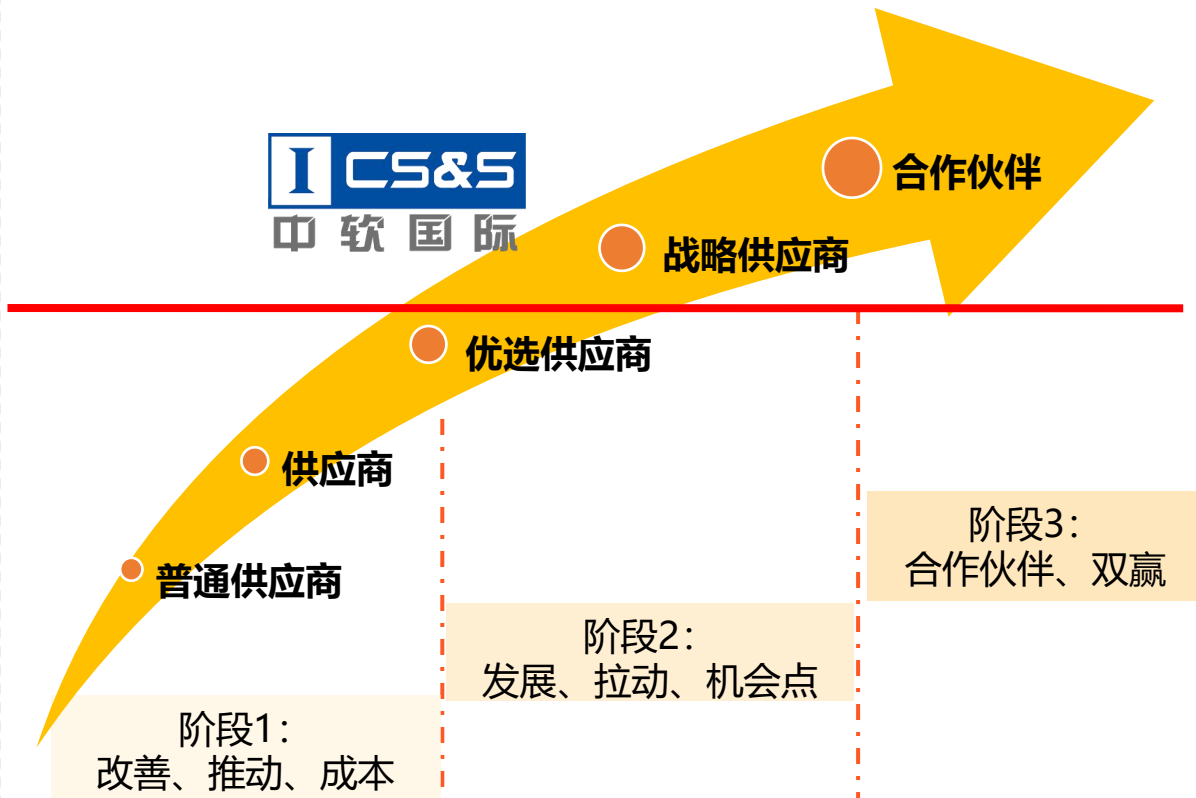 I CS&S
中软国际
合作伙伴
战略供应商
优选供应商
供应商
普通供应商
阶段3：
合作伙伴、双赢
阶段2：
发展、拉动、机会点
阶段1：
改善、推动、成本